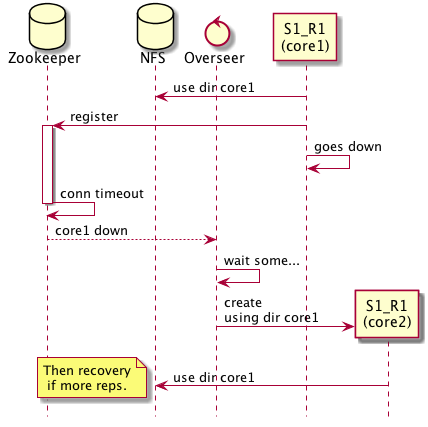 Zookeeper
NFS
Overseer
S1_R1
(core1)
use dir core1
register
goes down
conn timeout
core1 down
wait some...
create
using dir core1
S1_R1
(core2)
Then recovery
if more reps.
use dir core1